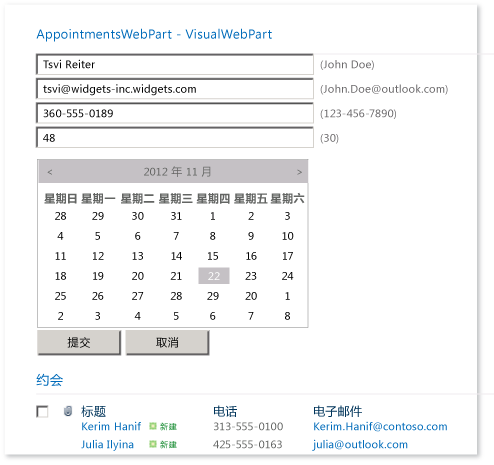 AppointmentsWebPart - VisualWebPart
Tsvi Reiter (John Doe)
tsvi@widgets-inc.widgets.com (John.Doe@outlook.com)
360-555-0189 (123-456-7890)
48 (30)
< 2012 年 11 月 >
星期日 星期一 星期二 星期三 星期四 星期五 星期六
28 29 30 31 1 2 3
4 5 6 7 8 9 10
11 12 13 14 15 16 17
18 19 20 21 22 23 24
25 26 27 28 29 20 1
2 3 4 5 6 7 8
提交 取消
约会
标题 电话 电子邮件
Kerim Hanif 新建 313-555-0100 Kerim.Hanif@contoso.com
Julia Ilyina 新建 425-555-0163 julia@outlook.com